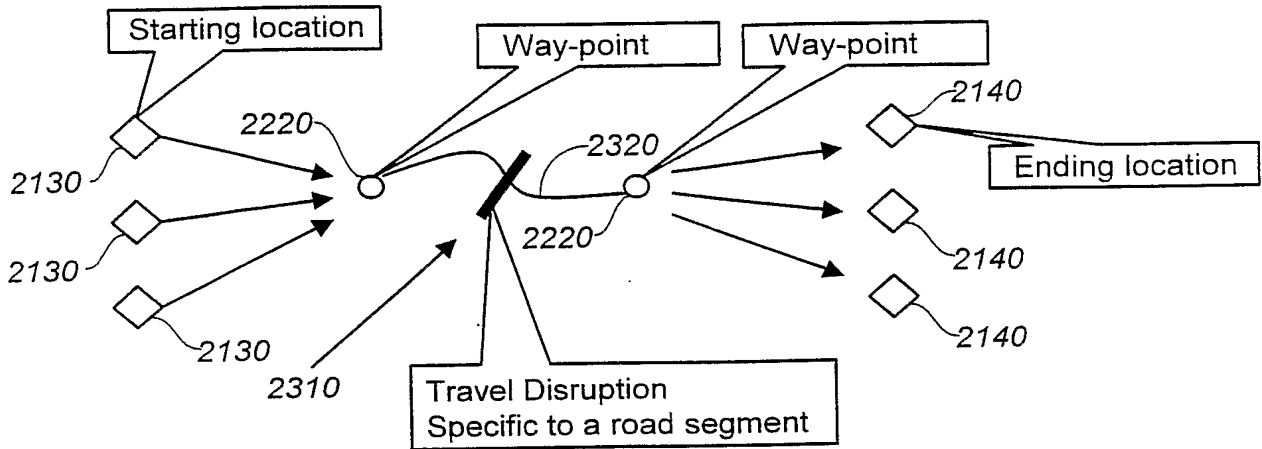 Starting location
Way-point
Way-point
2140
2220
2320
2130
Ending location
2130
2220
2140
2130
2140
2310
Travel Disruption
Specific to a road segment